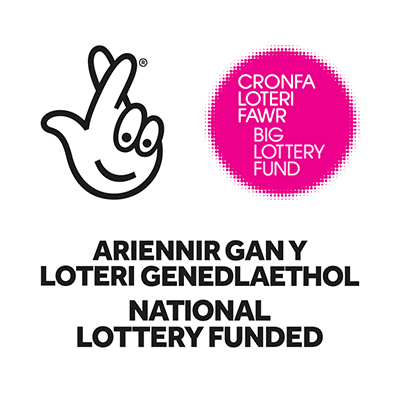 ®
CRONFA
LOTERI
FAWR
BIG
LOTTERY
FUND
ARIENNIR GAN Y
LOTERI GENEDLAETHOL
NATIONAL
LOTTERY FUNDED